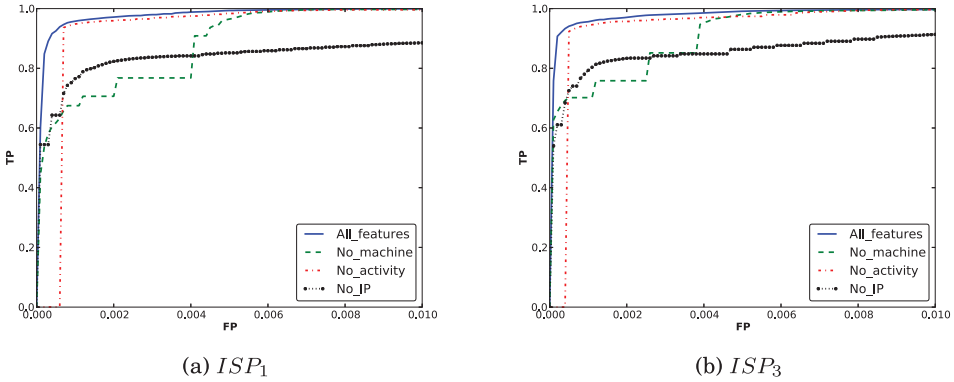 1.0
0.8
0.6
0.4
0.2
0.0
TP
0.000
0.002
0.004
0.006
0.008
0.010
FP
All_features
No_machine
No_activity
No_IP
(a) ISP1
1.0
0.8
0.6
0.4
0.2
0.0
TP
0.000
0.002
0.004
0.006
0.008
0.010
FP
All_features
No_machine
No_activity
No_IP
(b) ISP3